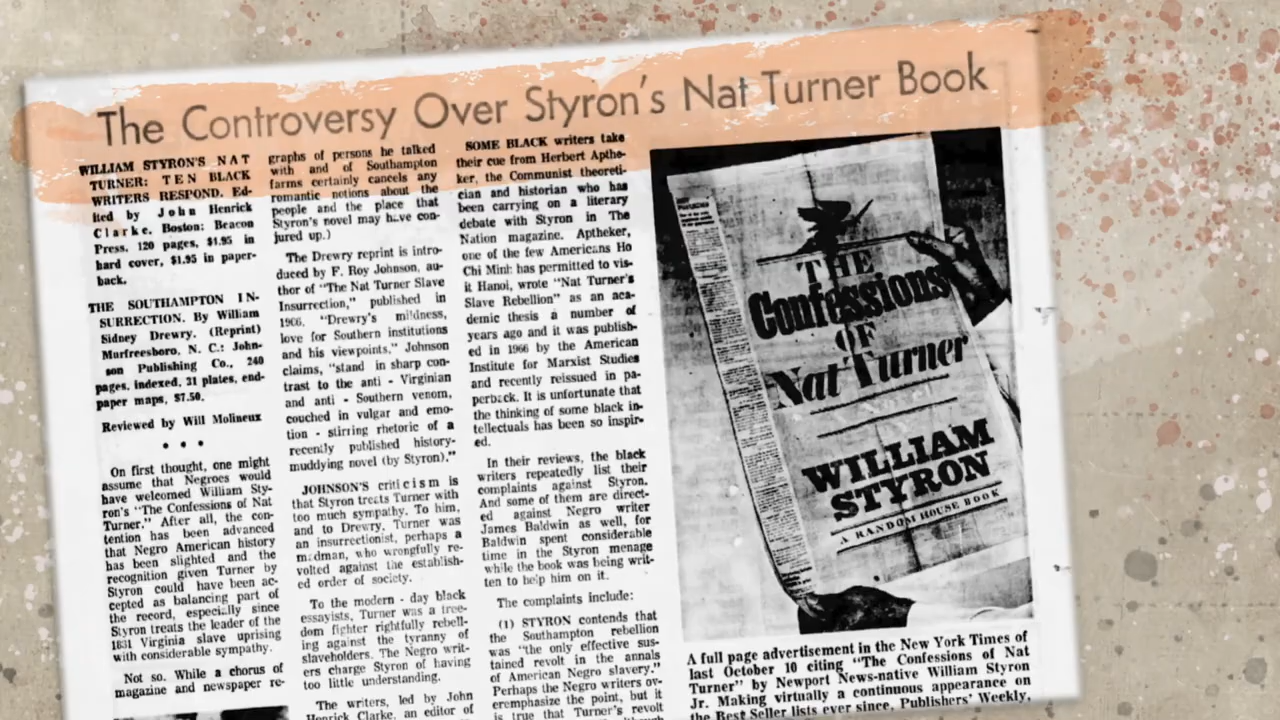 The Controversy Over Styron's Nat Turner Book
WILLIAM STYRON'S NAT
TURNER: TEN BLACK
WRITERS RESPOND. Ed-
ited by John Henrick
Clarke. Boston: Beacon
Press. 120 pages, $1.95 in
hard cover, $1.95 in paper-
back.
THE SOUTHAMPTON IN-
SURRECTION. By William
Sidney Drewry. (Reprint)
Murfreesboro, N. C.: John-
son Publishing Co., 240
pages, indexed, 31 plates, end-
paper maps, $7.50.
Reviewed by Will Molineux
• • •
On first thought, one might
assume that Negroes would
have welcomed William Sty-
ron's "The Confessions of Nat
Turner." After all, the con-
tention has been advanced
that Negro American history
has been slighted and the
recognition given Turner by
Styron could have been ac-
cepted as balancing part of
the record, especially since
Styron treats the leader of the
1831 Virginia slave uprising
with considerable sympathy.
Not so. While a chorus of
magazine and newspaper re-
graphs of persons he talked
with and of Southampton
farms certainly cancels any
romantic notions about the
people and the place that
Styron's novel may have con-
jured up.)
The Drewry reprint is intro-
duced by F. Roy Johnson, au-
thor of "The Nat Turner Slave
Insurrection," published in
1966. "Drewry's mildness,
love for Southern institutions
and his viewpoints," Johnson
claims, "stand in sharp con-
trast to the anti - Virginian
and anti - Southern venom,
couched in vulgar and emo-
tion - stirring rhetoric of a
recently published history-
muddying novel (by Styron)."
JOHNSON'S criticism is
that Styron treats Turner with
too much sympathy. To him,
and to Drewry, Turner was
an insurrectionist, perhaps a
madman, who wrongfully re-
volted against the establish-
ed order of society.
To the modern - day black
essayists, Turner was a free-
dom fighter rightfully rebell-
ing against the tyranny of
slaveholders. The Negro writ-
ers charge Styron of having
too little understanding.
The writers, led by John
Henrick Clarke, an editor of
SOME BLACK writers take
their cue from Herbert Apthe-
ker, the Communist theoreti-
cian and historian who has
been carrying on a literary
debate with Styron in The
Nation magazine. Aptheker,
one of the few Americans Ho
Chi Minh has permitted to vis-
it Hanoi, wrote "Nat Turner's
Slave Rebellion" as an aca-
demic thesis a number of
years ago and it was publish-
ed in 1966 by the American
Institute for Marxist Studies
and recently reissued in pa-
perback. It is unfortunate that
the thinking of some black in-
tellectuals has been so inspir-
ed.
In their reviews, the black
writers repeatedly list their
complaints against Styron.
And some of them are direct-
ed against Negro writer
James Baldwin as well, for
Baldwin spent considerable
time in the Styron menage
while the book was being writ-
ten to help him on it.
The complaints include:
(1) STYRON contends that
the Southampton rebellion
was "the only effective sus-
tained revolt in the annals
of American slavery."
Perhaps the Negro writers ov-
eremphasize the point, but it
is true that Turner's revolt
THE
Confessions
OF
Nat Turner
A Novel
WILLIAM
STYRON
A RANDOM HOUSE BOOK
A full page advertisement in the New York Times of
last October 10 citing "The Confessions of Nat
Turner" by Newport News-native William Styron
Jr. Making virtually a continuous appearance on
the Best Seller lists ever since, Publishers' Weekly,